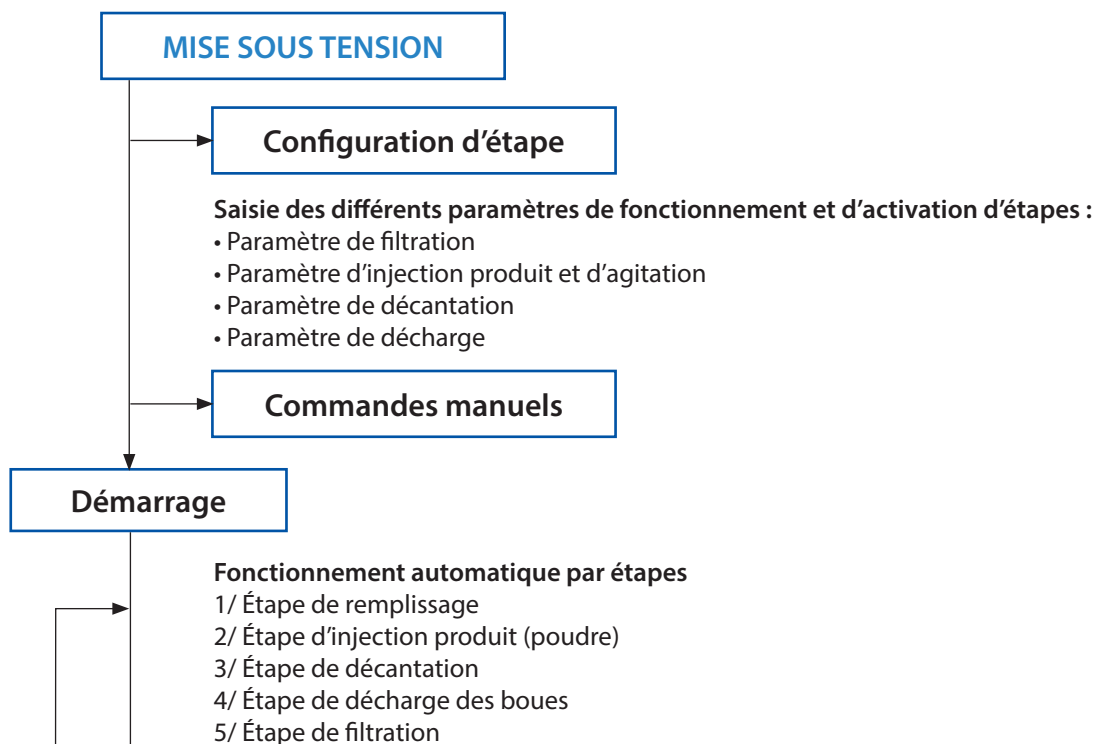 MISE SOUS TENSION
Configuration d’étape
Saisie des différents paramètres de fonctionnement et d’activation d’étapes :
• Paramètre de filtration
• Paramètre d’injection produit et d’agitation
• Paramètre de décantation
• Paramètre de décharge
Commandes manuels
Démarrage
Fonctionnement automatique par étapes
1/ Étape de remplissage
2/ Étape d’injection produit (poudre)
3/ Étape de décantation
4/ Étape de décharge des boues
5/ Étape de filtration